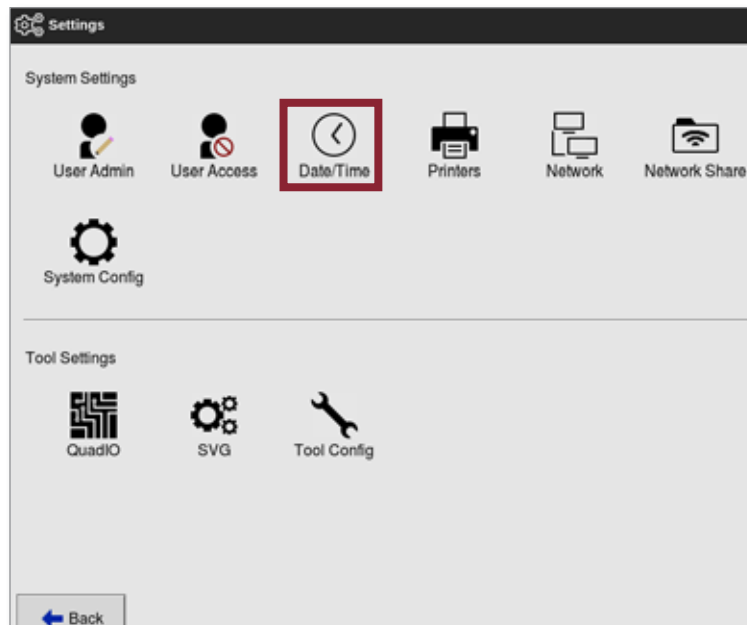 Settings
System Settings
User Admin User Access Date/Time Printers Network Network Share
System Config
Tool Settings
QuadIO SVG Tool Config
Back